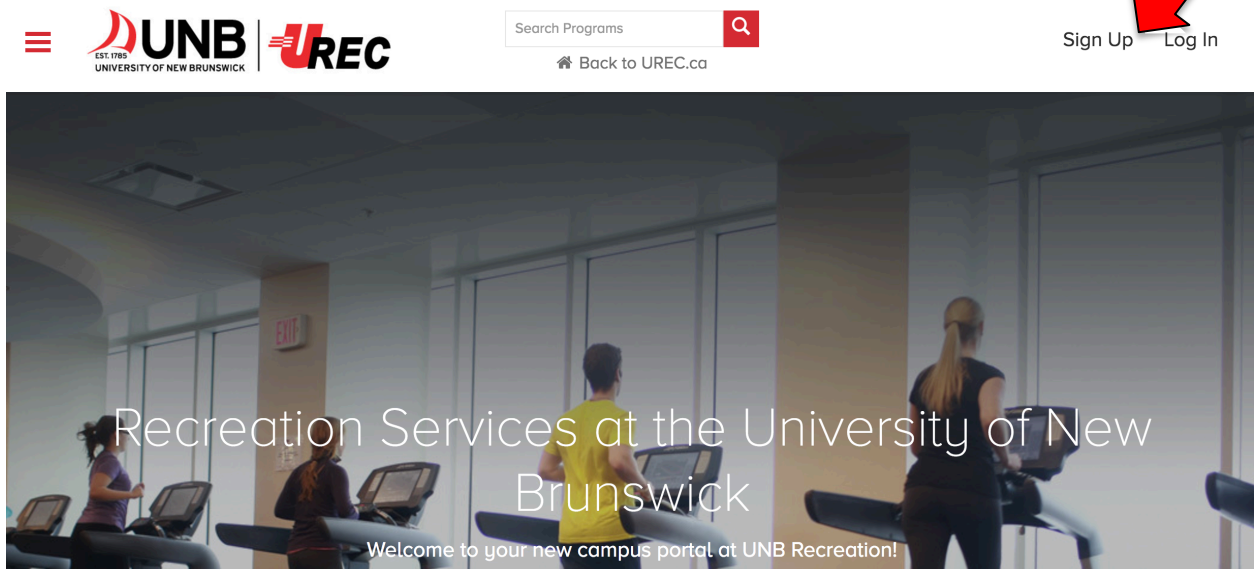 UNB
EST. 1785
UNIVERSITY OF NEW BRUNSWICK
UREC
Search Programs
Back to UREC.ca
Sign Up
Log In
EXIT
Recreation Services at the University of New
Brunswick
Welcome to your new campus portal at UNB Recreation!